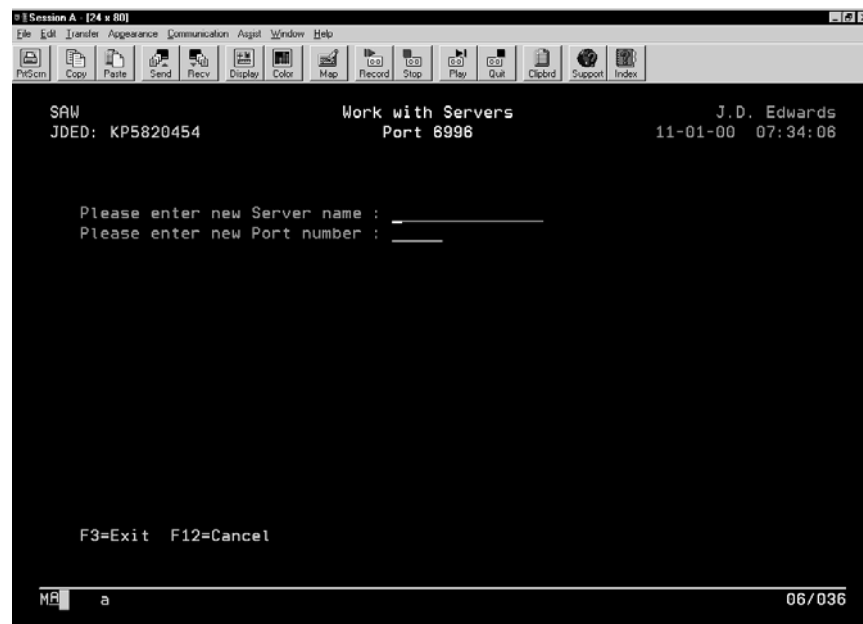 Session A - [24 x 80]
File Edit Transfer Appearance Communication Assist Window Help
PrtScrn Copy Paste Send Recv Display Color Map Record Stop Play Quit Clipbrd Support Index
SAW Work with Servers J.D. Edwards
JDED: KP5820454 Port 6996 11-01-00 07:34:06
Please enter new Server name :
Please enter new Port number :
F3=Exit F12=Cancel
MA a 06/036